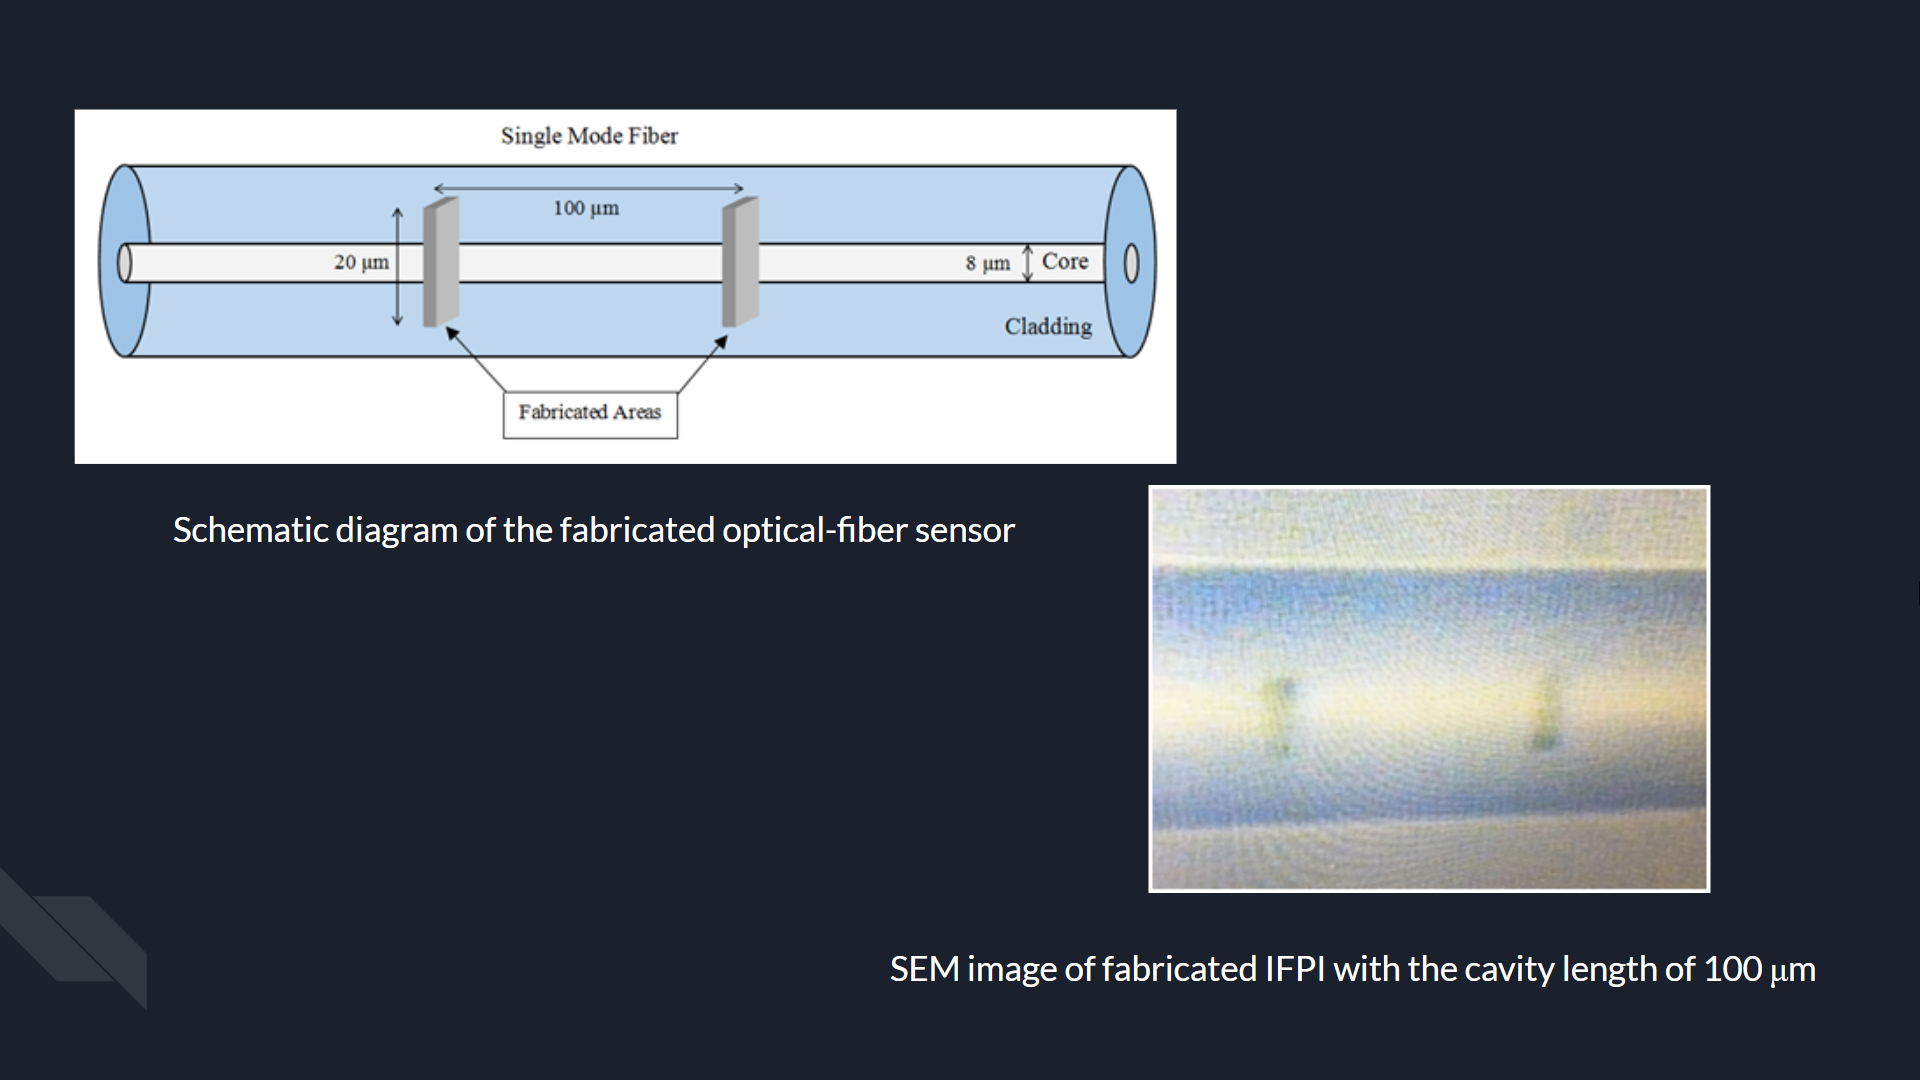 Single Mode Fiber
100 μm
20 μm
8 μm
Core
Cladding
Fabricated Areas
Schematic diagram of the fabricated optical-fiber sensor
SEM image of fabricated IFPI with the cavity length of 100 μm